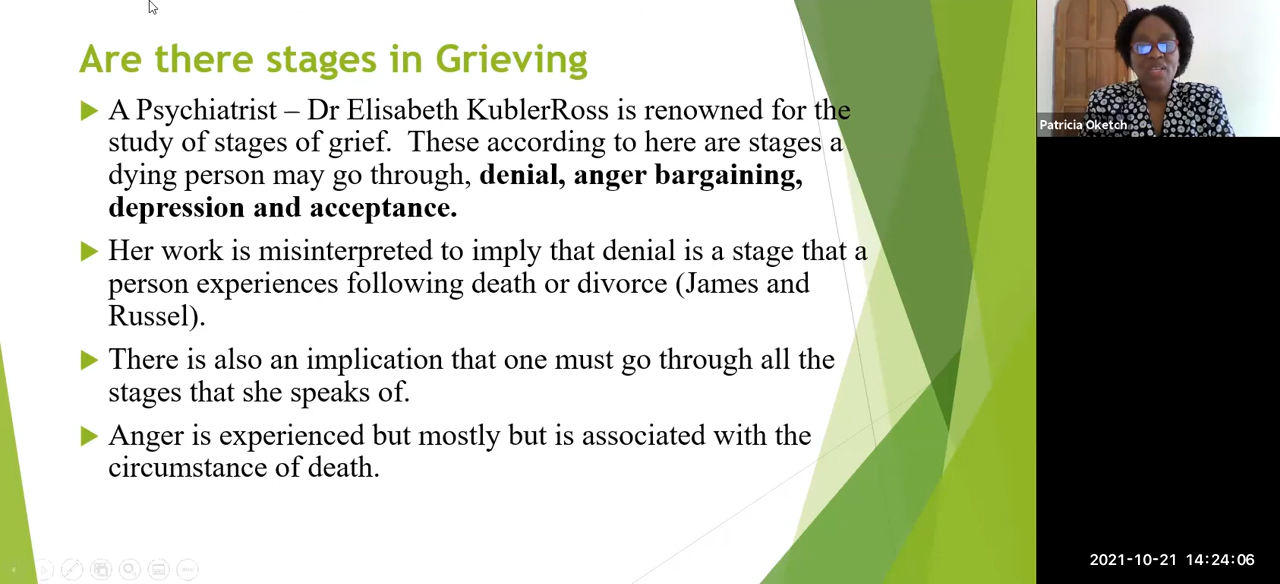 Are there stages in Grieving
A Psychiatrist – Dr Elisabeth KublerRoss is renowned for the
study of stages of grief.  These according to here are stages a
dying person may go through, denial, anger bargaining,
depression and acceptance.
Her work is misinterpreted to imply that denial is a stage that a
person experiences following death or divorce (James and
Russel).
There is also an implication that one must go through all the
stages that she speaks of.
Anger is experienced but mostly but is associated with the
circumstance of death.
Patricia Oketch
2021-10-21 14:24:06